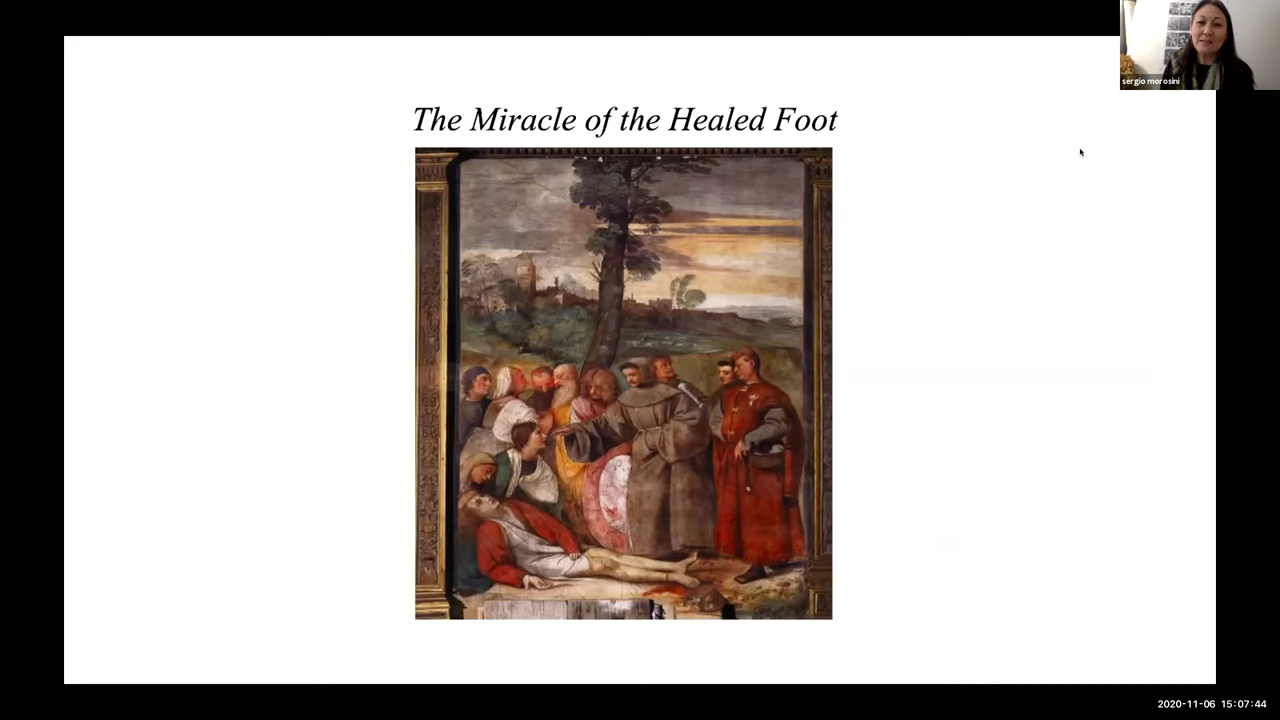 sergio morosini
The Miracle of the Healed Foot
2020-11-06 15:07:44